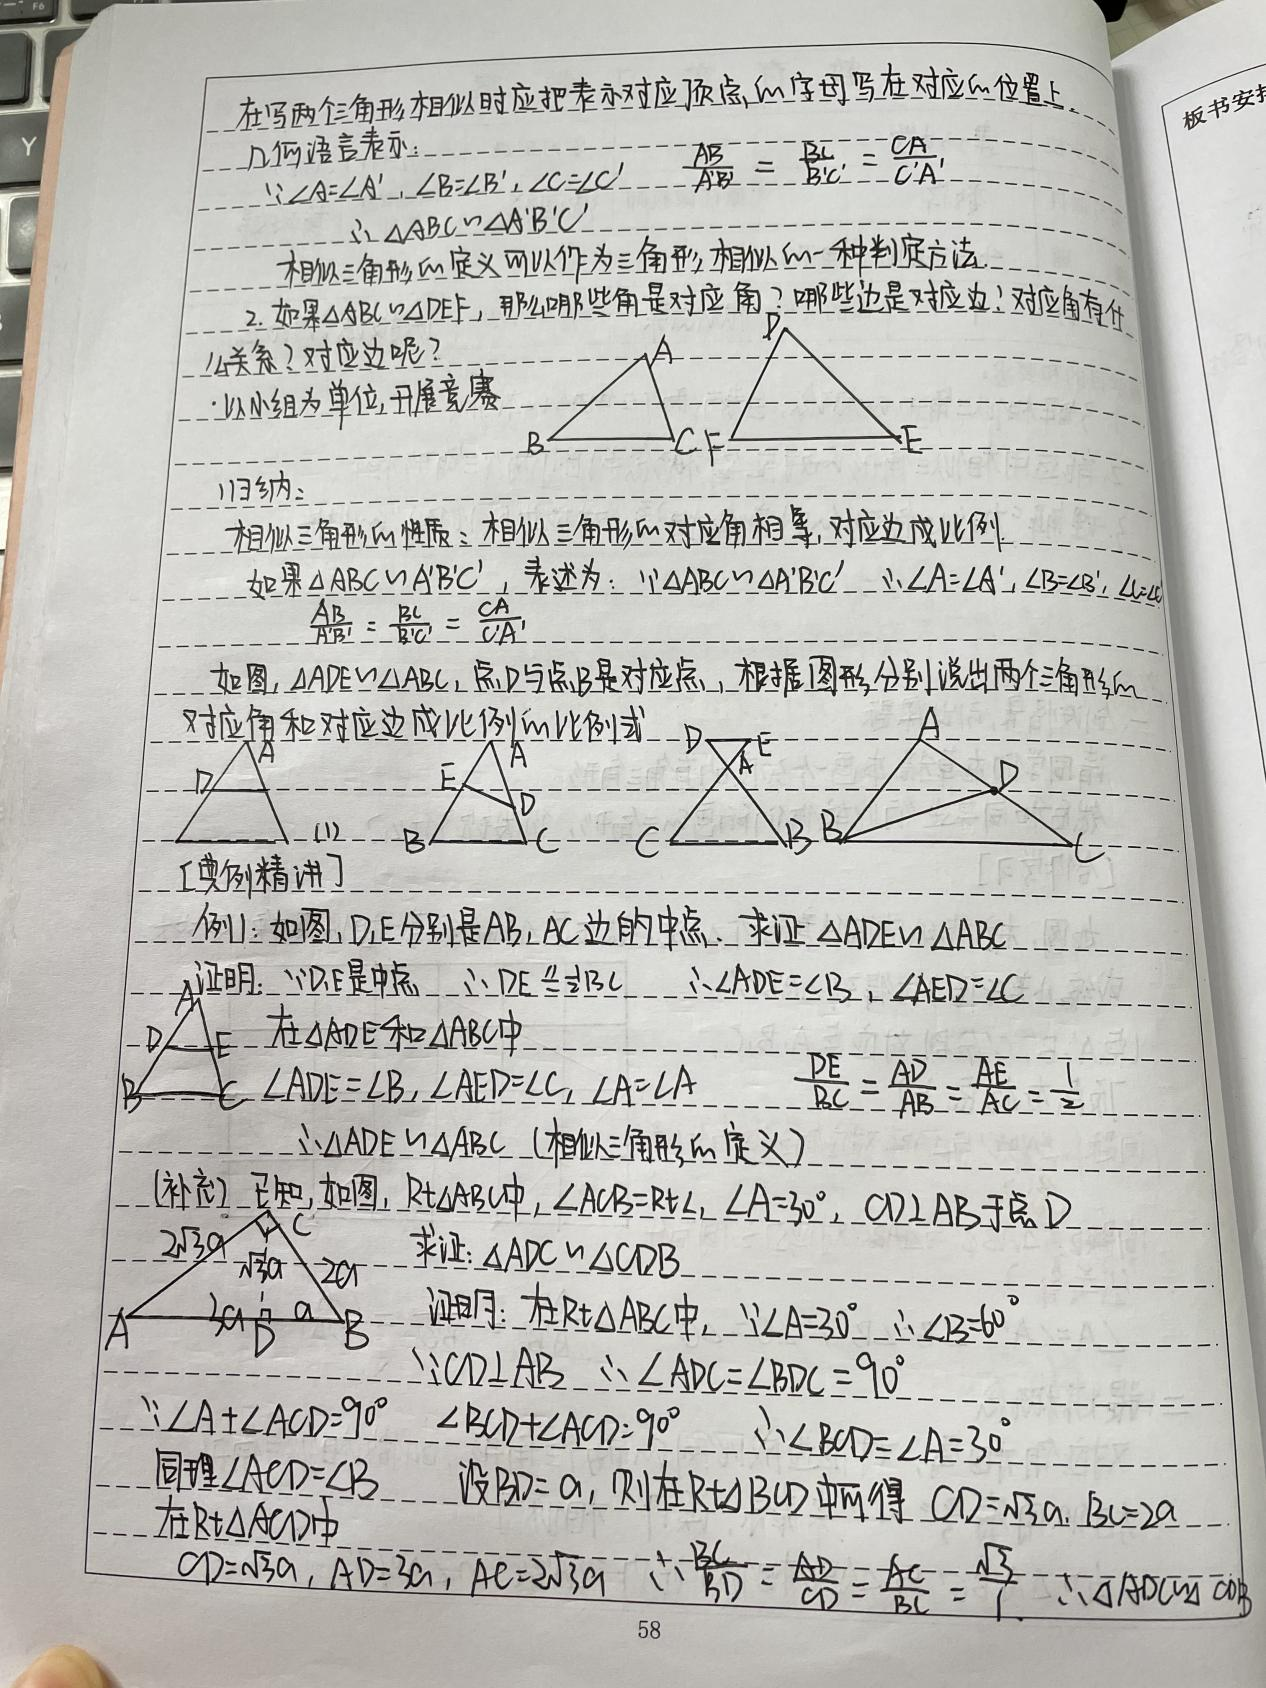 在写两个三角形相似时应把表示对应顶点的字母写在对应的位置上.
板书安排
几何语言表示:
∵∠A=∠A′,∠B=∠B′,∠C=∠C′ AB/A′B′ = BC/B′C′ = CA/C′A′
∴△ABC∽△A′B′C′
相似三角形的定义可以作为三角形相似的一种判定方法.
2.如果△ABC∽△DEF,那么哪些角是对应角?哪些边是对应边?对应角有什
么关系?对应边呢?
·以小组为单位,开展竞赛
A D
B C F E
归纳:
相似三角形的性质:相似三角形的对应角相等,对应边成比例.
如果△ABC∽A′B′C′,表述为:∵△ABC∽△A′B′C′ ∴∠A=∠A′,∠B=∠B′,∠C=∠C′
AB/A′B′ = BC/B′C′ = CA/C′A′
如图,△ADE∽△ABC,点D与点B是对应点,根据图形分别说出两个三角形的
对应角和对应边成比例的比例式
A A D E A A
D E D D
(1) B C C B B C
[典例精讲]
例1:如图,D,E分别是AB,AC边的中点.求证△ADE∽△ABC
证明:∵D,E是中点 ∴DE∥=½BC ∴∠ADE=∠B,∠AED=∠C
A
D E 在△ADE和△ABC中
B C ∠ADE=∠B,∠AED=∠C,∠A=∠A DE/BC = AD/AB = AE/AC = 1/2
∴△ADE∽△ABC(相似三角形的定义)
(补充)已知,如图,Rt△ABC中,∠ACB=Rt∠,∠A=30°,CD⊥AB于点D
C
2√3a √3a 2a 求证:△ADC∽△CDB
A 3a D a B 证明:在Rt△ABC中,∵∠A=30° ∴∠B=60°
∵CD⊥AB ∴∠ADC=∠BDC=90°
∵∠A+∠ACD=90° ∠BCD+∠ACD=90° ∴∠BCD=∠A=30°
同理∠ACD=∠B 设BD=a,则在Rt△BCD中可得 CD=√3a,BC=2a
在Rt△ACD中
CD=√3a,AD=3a,AC=2√3a ∴BC/BD = AD/CD = AC/BC = √3/1. ∴△ADC∽△CDB
58